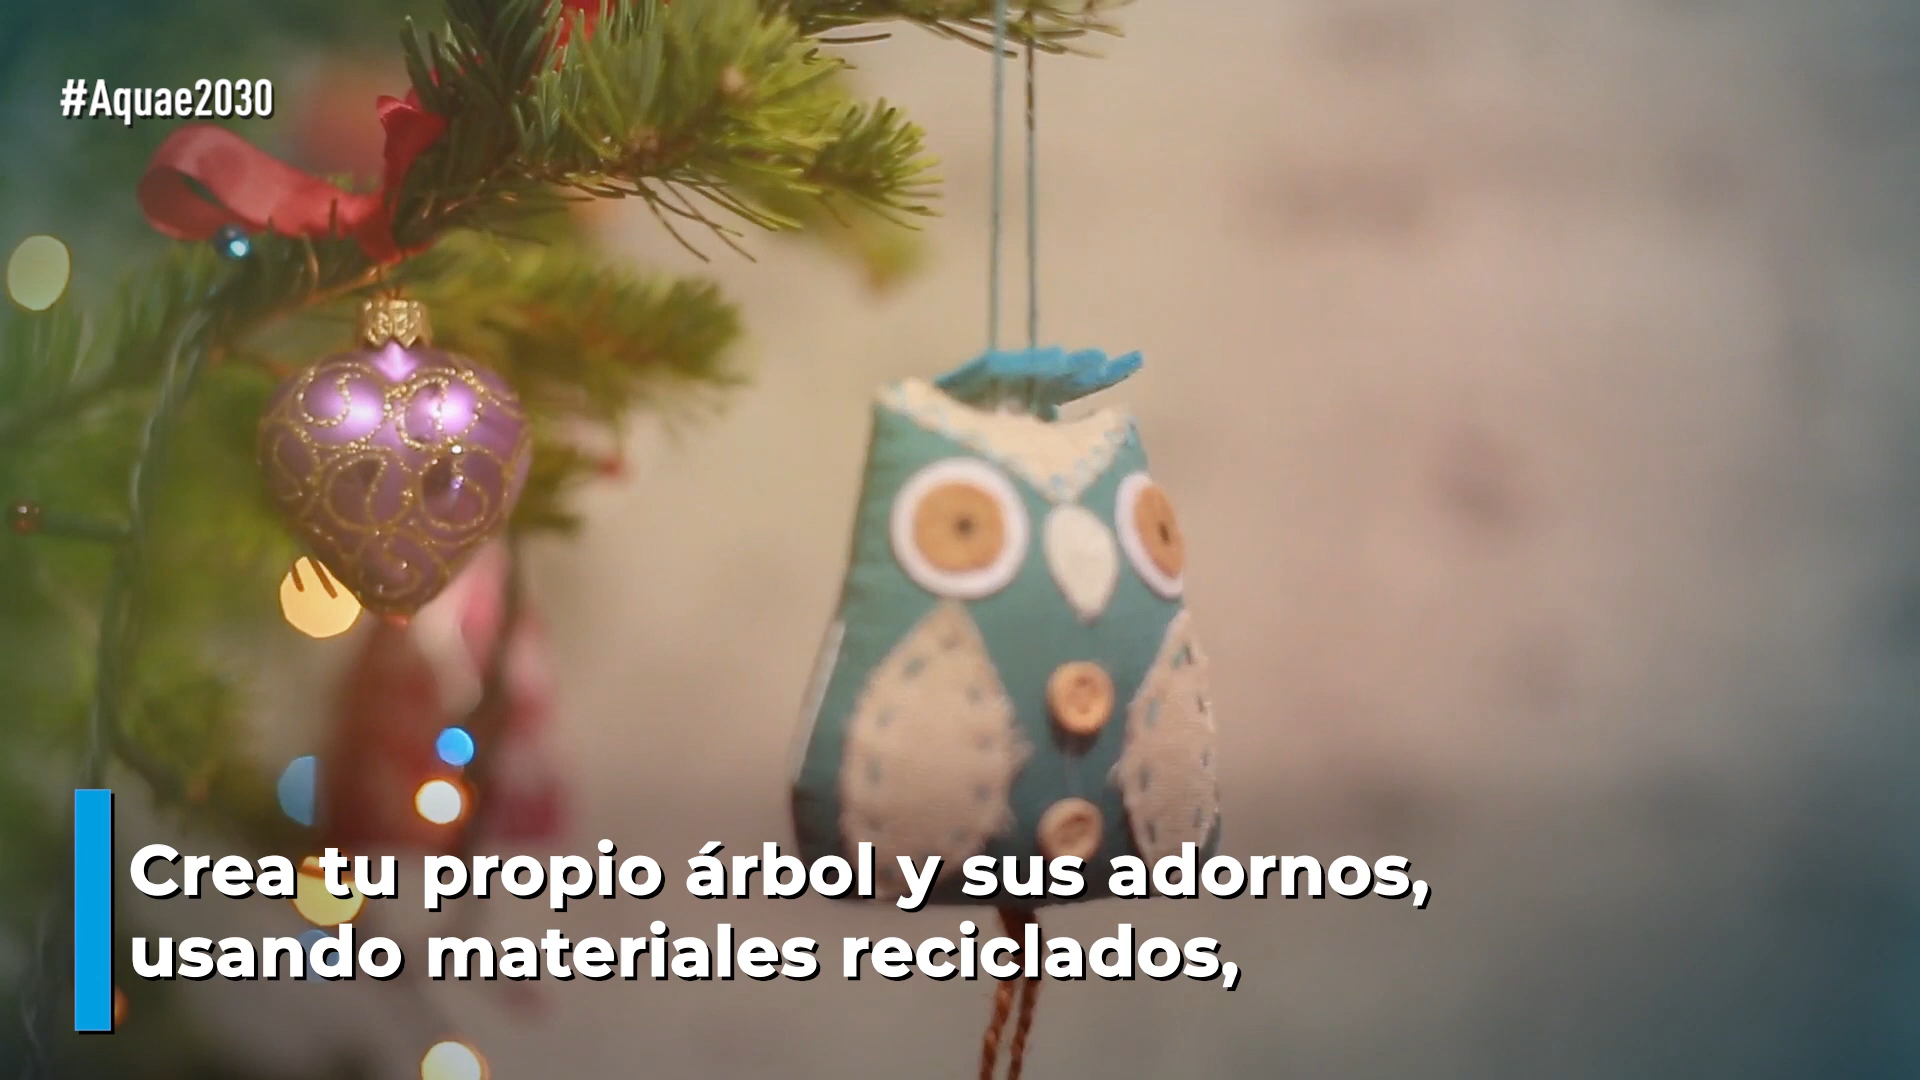 #Aquae2030
Crea tu propio árbol y sus adornos,
usando materiales reciclados,